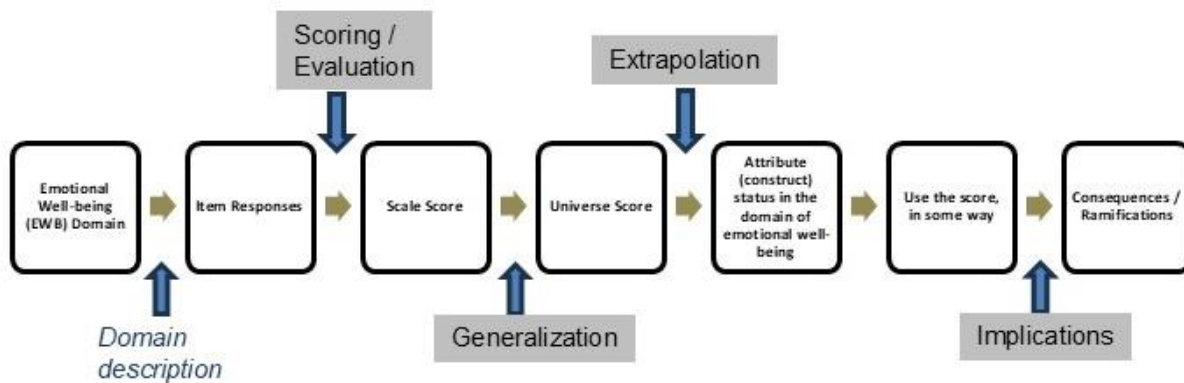 Scoring /
Evaluation
Extrapolation
Emotional
Well-being
(EWB) Domain
Item Responses
Scale Score
Universe Score
Attribute
(construct)
status in the
domain of
emotional well-
being
Use the score,
in some way
Consequences /
Ramifications
Domain
description
Generalization
Implications